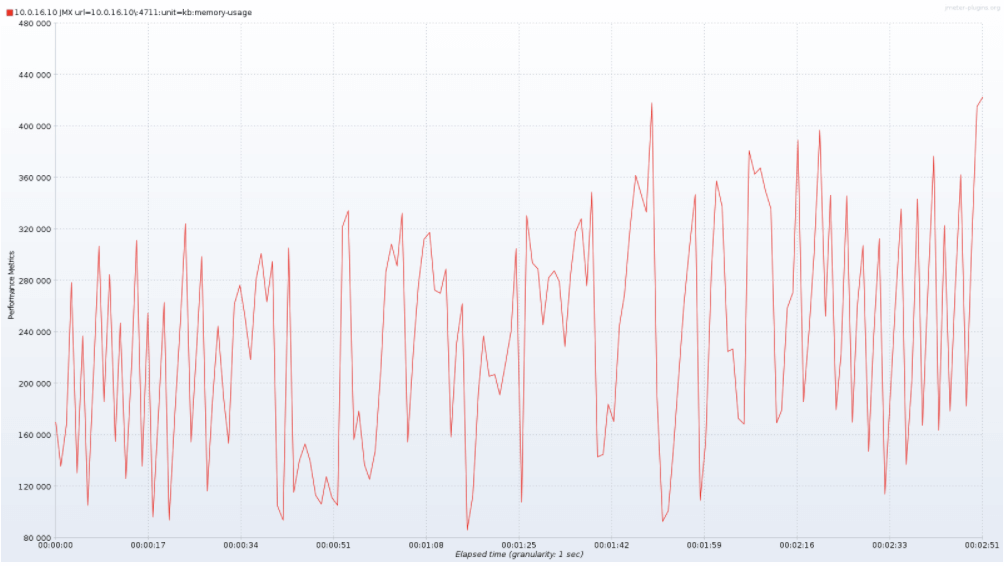 jmeter-plugins.org
10.0.16.10 JMX url=10.0.16.10\:4711:unit=kb:memory-usage
480 000
440 000
400 000
360 000
320 000
280 000
240 000
200 000
160 000
120 000
80 000
Performance Metrics
00:00:00 00:00:17 00:00:34 00:00:51 00:01:08 00:01:25 00:01:42 00:01:59 00:02:16 00:02:33 00:02:51
Elapsed time (granularity: 1 sec)